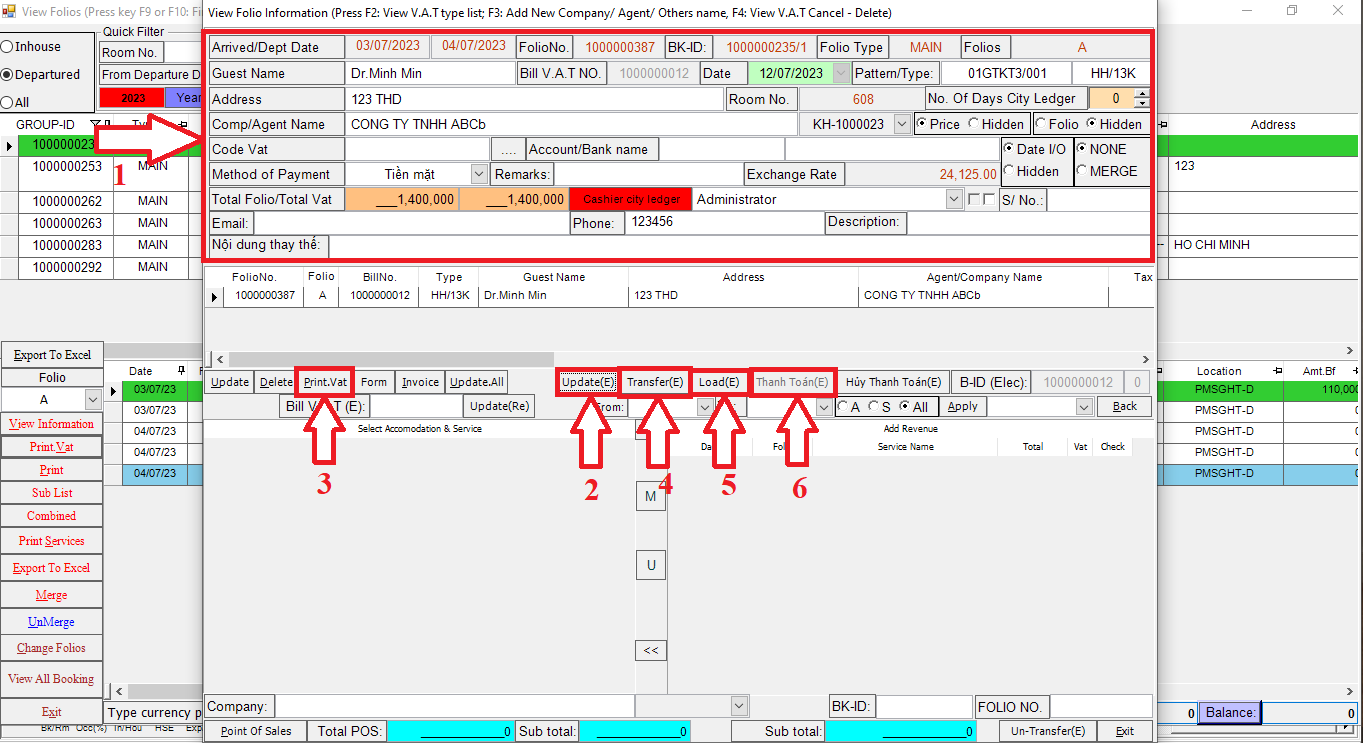 View Folios (Press key F9 or F10: Fi
View Folio Information (Press F2: View V.A.T type list; F3: Add New Company/ Agent/ Others name, F4: View V.A.T Cancel - Delete)
Inhouse
Departured
All
Quick Filter
Room No.
From Departure D
2023
Year
GROUP-ID
100000023
1000000253 MAIN
1000000262 MAIN
1000000263 MAIN
1000000283 MAIN
1000000292 MAIN
1
Arrived/Dept Date 03/07/2023 04/07/2023 FolioNo. 1000000387 BK-ID: 1000000235/1 Folio Type MAIN Folios A
Guest Name Dr.Minh Min Bill V.A.T NO. 1000000012 Date 12/07/2023 Pattern/Type: 01GTKT3/001 HH/13K
Address 123 THD Room No. 608 No. Of Days City Ledger 0
Comp/Agent Name CONG TY TNHH ABCb KH-1000023 Price Hidden Folio Hidden
Code Vat .... Account/Bank name Date I/O NONE
Method of Payment Tiền mặt Remarks: Exchange Rate 24,125.00 Hidden MERGE
Total Folio/Total Vat ___1,400,000 ___1,400,000 Cashier city ledger Administrator S/ No.:
Email: Phone: 123456 Description:
Nội dung thay thế:
FolioNo. Folio BillNo. Type Guest Name Address Agent/Company Name Tax
1000000387 A 1000000012 HH/13K Dr.Minh Min 123 THD CONG TY TNHH ABCb
Address
123
HO CHI MINH
Update Delete Print.Vat Form Invoice Update.All Update(E) Transfer(E) Load(E) Thanh Toán(E) Hủy Thanh Toán(E) B-ID (Elec): 1000000012 0
Bill V.A.T (E): Update(Re) From: A S All Apply Back
Select Accomodation & Service
Add Revenue
Service Name Total Vat Check
3
2
4
5
6
M
U
<<
Export To Excel
Folio
A
View Information
Print.Vat
Print
Sub List
Combined
Print Services
Export To Excel
Merge
UnMerge
Change Folios
View All Booking
Exit
Date
03/07/23
03/07/23
04/07/23
04/07/23
04/07/23
Location Amt.Bf
PMSGHT-D 110,000
PMSGHT-D
PMSGHT-D
PMSGHT-D
PMSGHT-D
Type currency p
Company: BK-ID: FOLIO NO.
0 Balance: 0
Point Of Sales Total POS: 0 Sub total: 0 Sub total: 0 Un-Transfer(E) Exit
Bk/Rm Occ(%) In/Hou HSE Exp